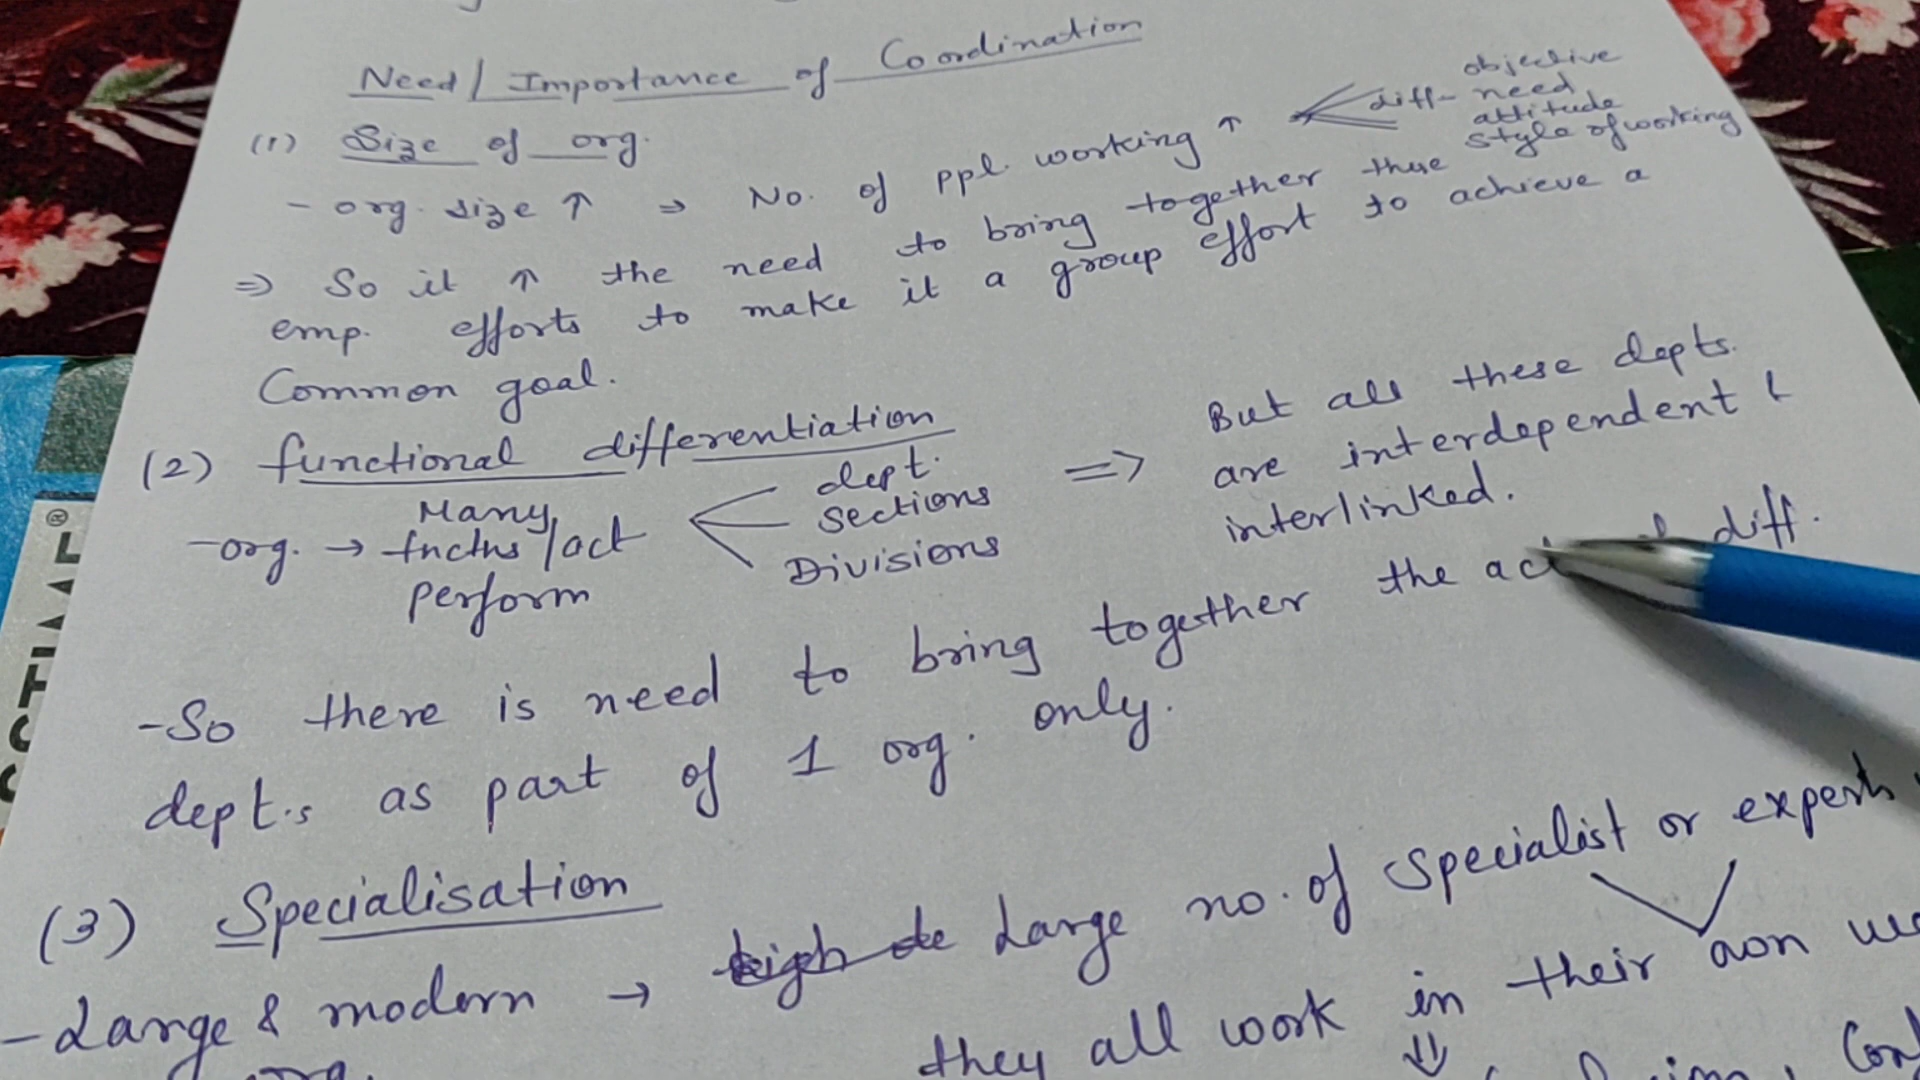 Need / Importance of Coordination
(1) Size of org.
- org. size ↑ ⇒ No. of ppl. working ↑
diff- objective
need
attitude
style of working
⇒ So it ↑ the need to bring together these
emp. efforts to make it a group effort to achieve a
Common goal.
(2) functional differentiation
- org. → Many
fnctns / act
perform
dept.
Sections
Divisions
⇒ But all these depts.
are interdependent &
interlinked.
- So there is need to bring together the diff.
dept.s as part of 1 org. only.
(3) Specialisation
- Large & modern →
org.
Large no. of Specialist or experts
they all work in their own
⇓